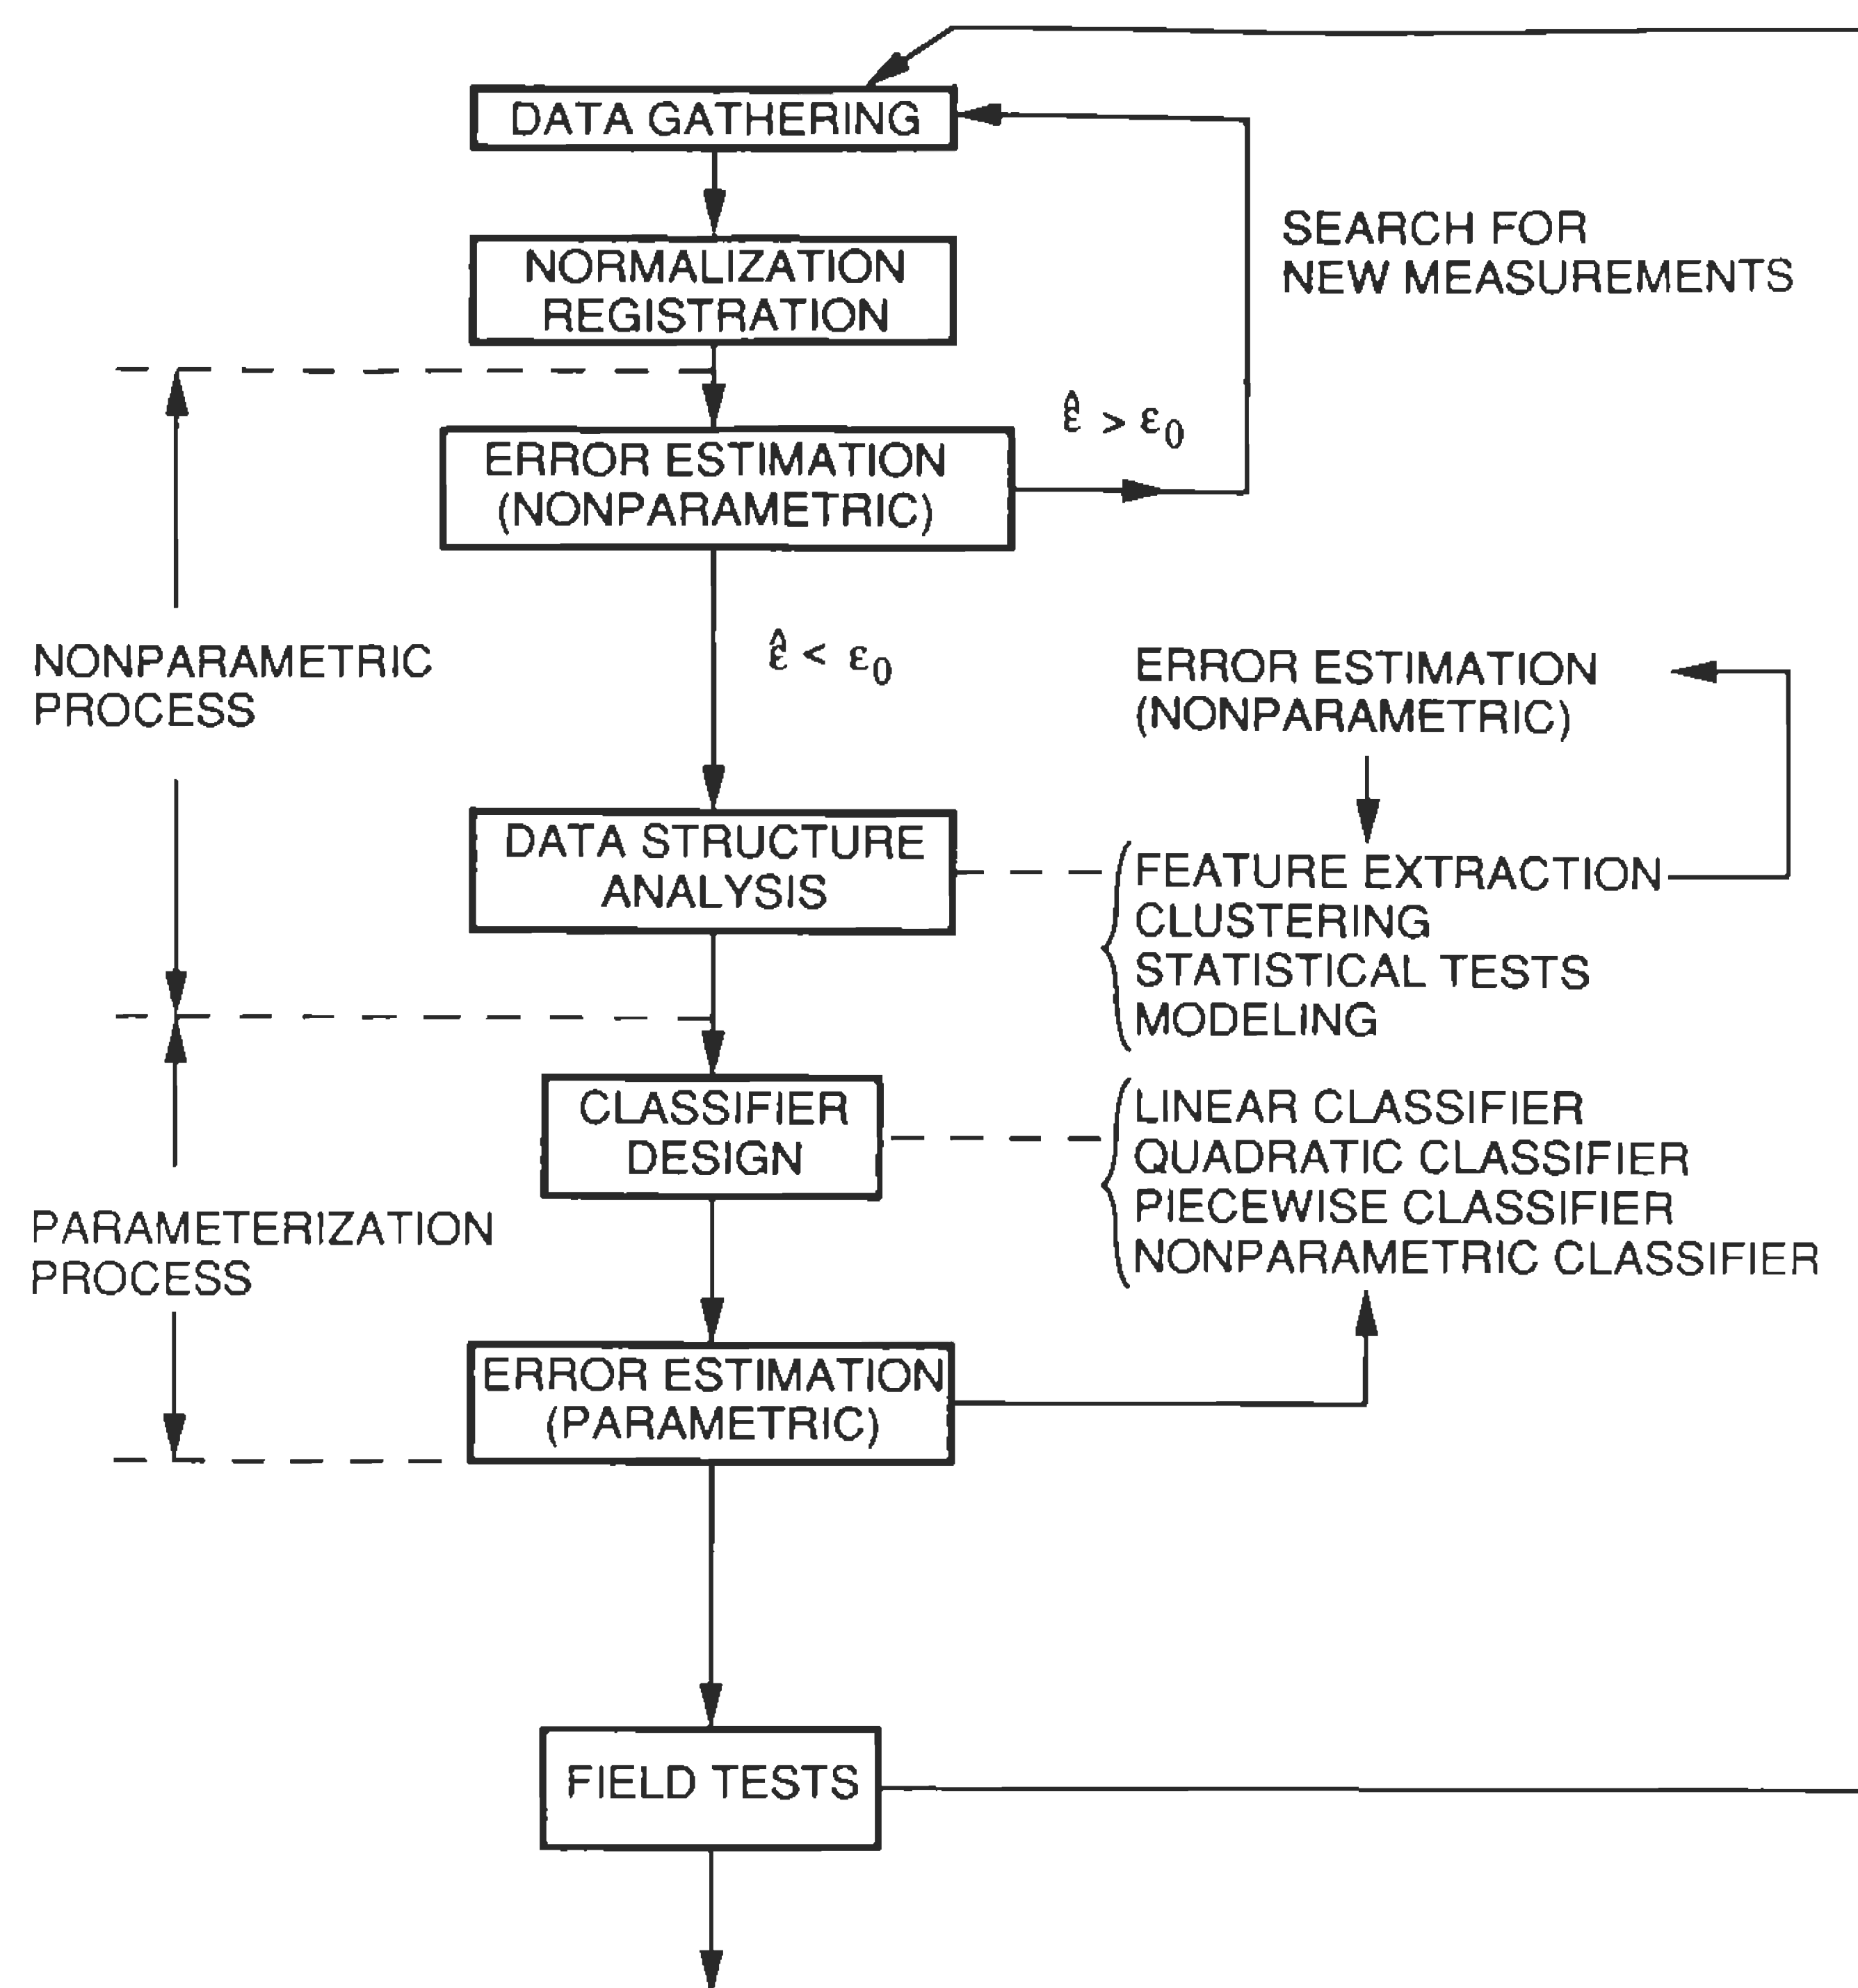 DATA GATHERING
NORMALIZATION
REGISTRATION
SEARCH FOR
NEW MEASUREMENTS
ε̂ > ε₀
ERROR ESTIMATION
(NONPARAMETRIC)
NONPARAMETRIC
PROCESS
ε̂ < ε₀
ERROR ESTIMATION
(NONPARAMETRIC)
DATA STRUCTURE
ANALYSIS
FEATURE EXTRACTION
CLUSTERING
STATISTICAL TESTS
MODELING
CLASSIFIER
DESIGN
LINEAR CLASSIFIER
QUADRATIC CLASSIFIER
PIECEWISE CLASSIFIER
NONPARAMETRIC CLASSIFIER
PARAMETERIZATION
PROCESS
ERROR ESTIMATION
(PARAMETRIC)
FIELD TESTS